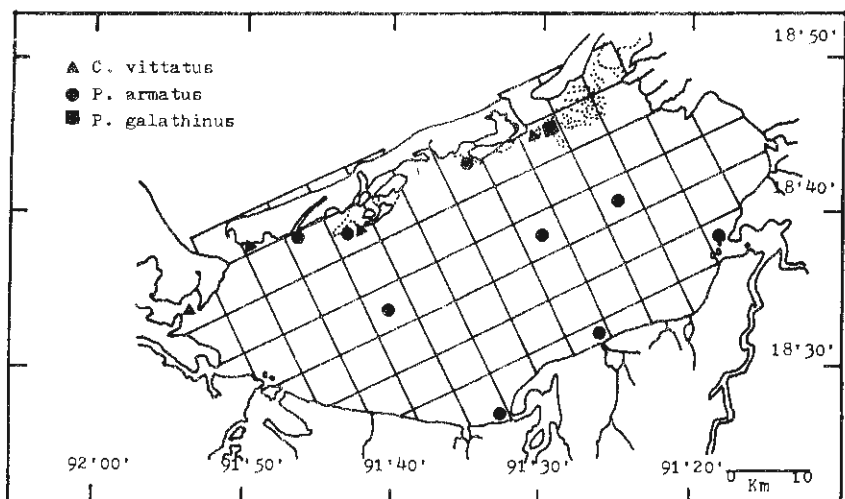 18'50
▲ C. vittatus
● P. armatus
■ P. galathinus
18'40
18'30
92'00' 91'50' 91'40' 91'30' 91'20' 0 10
Km